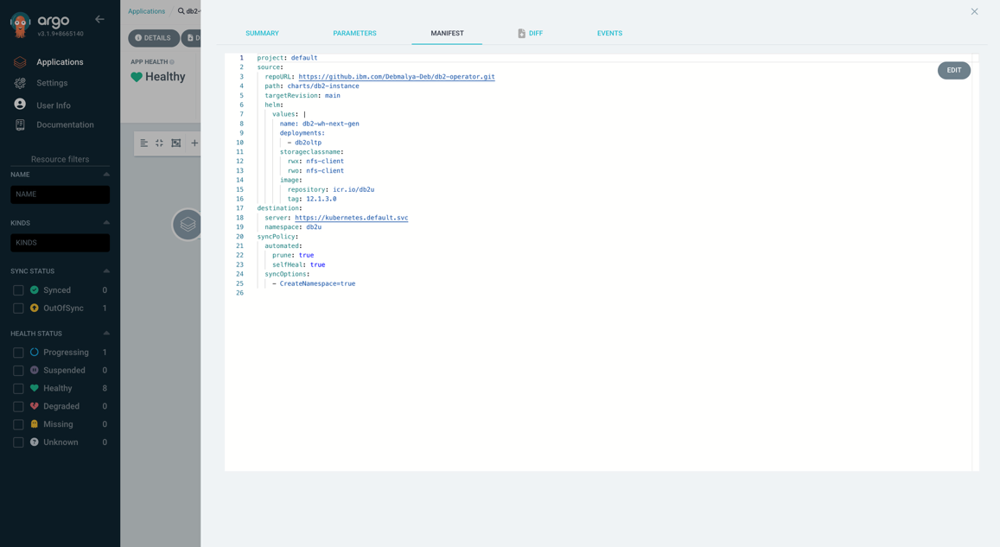 argo
v3.1.9+8665140
Applications
Settings
User Info
Documentation
Resource filters
NAME
NAME
KINDS
KINDS
SYNC STATUS
Synced 0
OutOfSync 1
HEALTH STATUS
Progressing 1
Suspended 0
Healthy 8
Degraded 0
Missing 0
Unknown 0
Applications
db2-
DETAILS
D
APP HEALTH
Healthy
SUMMARY
PARAMETERS
MANIFEST
DIFF
EVENTS
EDIT
1 project: default
2 source:
3 repoURL: https://github.ibm.com/Debmalya-Deb/db2-operator.git
4 path: charts/db2-instance
5 targetRevision: main
6 helm:
7 values: |
8 name: db2-wh-next-gen
9 deployments:
10 - db2oltp
11 storageclassname:
12 rwx: nfs-client
13 rwo: nfs-client
14 image:
15 repository: icr.io/db2u
16 tag: 12.1.3.0
17 destination:
18 server: https://kubernetes.default.svc
19 namespace: db2u
20 syncPolicy:
21 automated:
22 prune: true
23 selfHeal: true
24 syncOptions:
25 - CreateNamespace=true
26